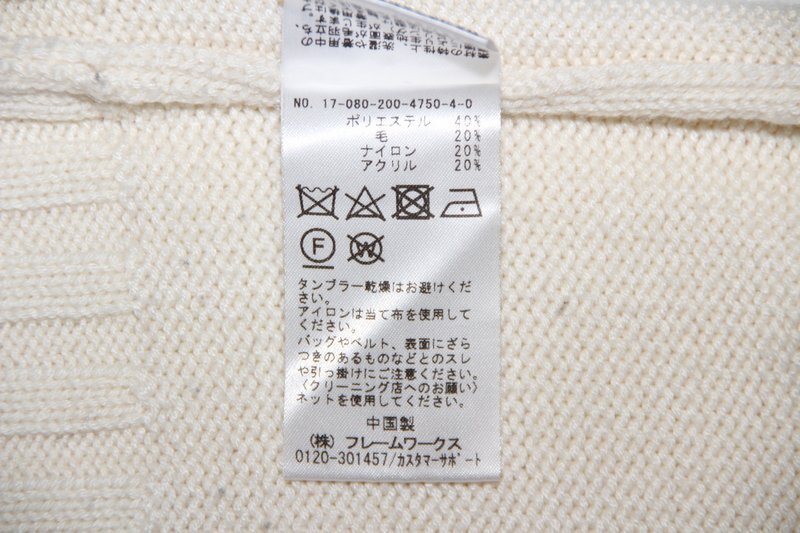 NO. 17-080-200-4750-4-0
ポリエステル 40%
毛 20%
ナイロン 20%
アクリル 20%
F
W
タンブラー乾燥はお避けくだ
さい。
アイロンは当て布を使用して
ください。
バッグやベルト、表面にざら
つきのあるものなどとのスレ
や引っ掛けにご注意ください。
〈クリーニング店へのお願い〉
ネットを使用してください。
中国製
(株) フレームワークス
0120-301457/カスタマーサポート